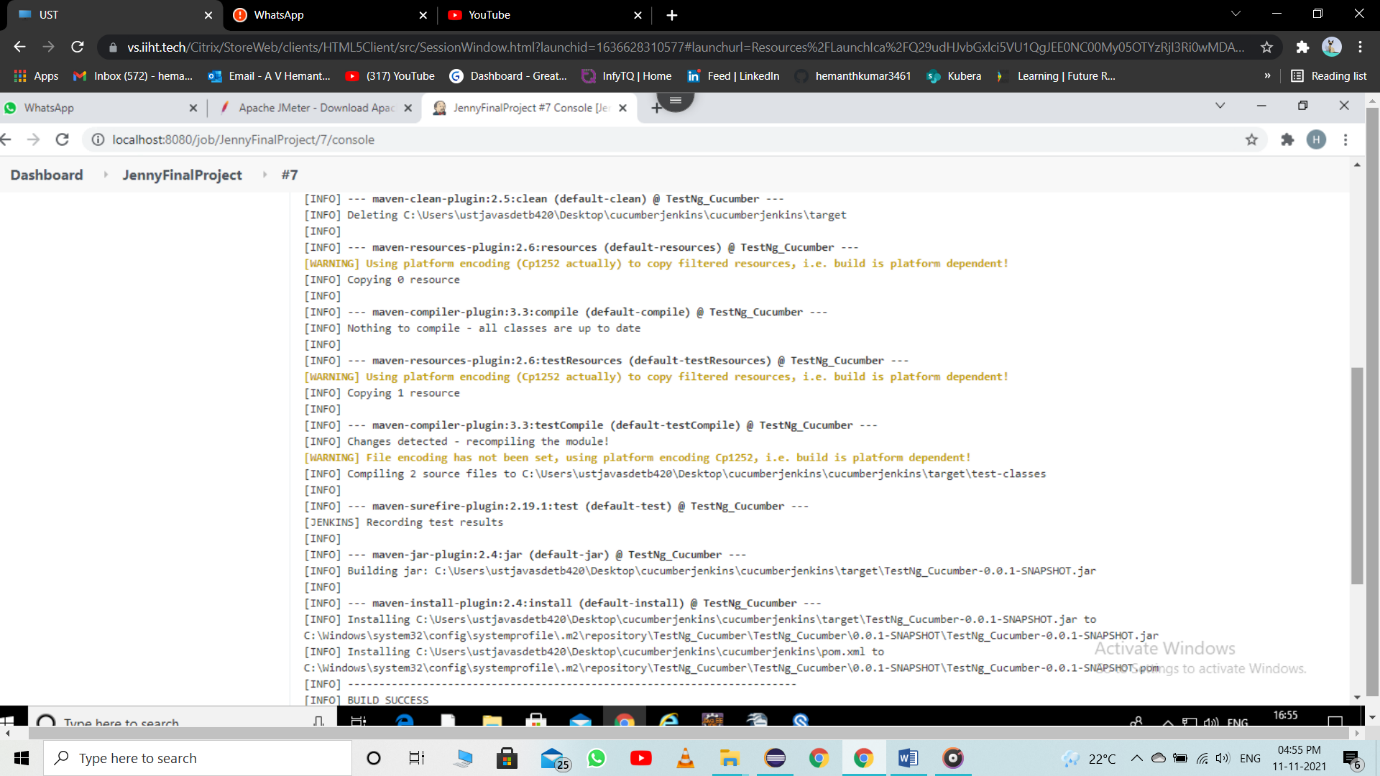 UST
WhatsApp
YouTube
vs.iiht.tech/Citrix/StoreWeb/clients/HTML5Client/src/SessionWindow.html?launchid=1636628310577#launchurl=Resources%2FLaunchIca%2FQ29udHJvbGxlci5VU1QgJEE0NC00My05OTYzRjI3Ri0wMDA...
Apps
Inbox (572) - hema...
Email - A V Hemant...
(317) YouTube
Dashboard - Great...
InfyTQ | Home
Feed | LinkedIn
hemanthkumar3461
Kubera
Learning | Future R...
»
Reading list
WhatsApp
Apache JMeter - Download Apac
JennyFinalProject #7 Console [Je
localhost:8080/job/JennyFinalProject/7/console
H
Dashboard JennyFinalProject #7
[INFO] --- maven-clean-plugin:2.5:clean (default-clean) @ TestNg_Cucumber ---
[INFO] Deleting C:\Users\ustjavasdetb420\Desktop\cucumberjenkins\cucumberjenkins\target
[INFO]
[INFO] --- maven-resources-plugin:2.6:resources (default-resources) @ TestNg_Cucumber ---
[WARNING] Using platform encoding (Cp1252 actually) to copy filtered resources, i.e. build is platform dependent!
[INFO] Copying 0 resource
[INFO]
[INFO] --- maven-compiler-plugin:3.3:compile (default-compile) @ TestNg_Cucumber ---
[INFO] Nothing to compile - all classes are up to date
[INFO]
[INFO] --- maven-resources-plugin:2.6:testResources (default-testResources) @ TestNg_Cucumber ---
[WARNING] Using platform encoding (Cp1252 actually) to copy filtered resources, i.e. build is platform dependent!
[INFO] Copying 1 resource
[INFO]
[INFO] --- maven-compiler-plugin:3.3:testCompile (default-testCompile) @ TestNg_Cucumber ---
[INFO] Changes detected - recompiling the module!
[WARNING] File encoding has not been set, using platform encoding Cp1252, i.e. build is platform dependent!
[INFO] Compiling 2 source files to C:\Users\ustjavasdetb420\Desktop\cucumberjenkins\cucumberjenkins\target\test-classes
[INFO]
[INFO] --- maven-surefire-plugin:2.19.1:test (default-test) @ TestNg_Cucumber ---
[JENKINS] Recording test results
[INFO]
[INFO] --- maven-jar-plugin:2.4:jar (default-jar) @ TestNg_Cucumber ---
[INFO] Building jar: C:\Users\ustjavasdetb420\Desktop\cucumberjenkins\cucumberjenkins\target\TestNg_Cucumber-0.0.1-SNAPSHOT.jar
[INFO]
[INFO] --- maven-install-plugin:2.4:install (default-install) @ TestNg_Cucumber ---
[INFO] Installing C:\Users\ustjavasdetb420\Desktop\cucumberjenkins\cucumberjenkins\target\TestNg_Cucumber-0.0.1-SNAPSHOT.jar to
C:\Windows\system32\config\systemprofile\.m2\repository\TestNg_Cucumber\TestNg_Cucumber\0.0.1-SNAPSHOT\TestNg_Cucumber-0.0.1-SNAPSHOT.jar
[INFO] Installing C:\Users\ustjavasdetb420\Desktop\cucumberjenkins\cucumberjenkins\pom.xml to
C:\Windows\system32\config\systemprofile\.m2\repository\TestNg_Cucumber\TestNg_Cucumber\0.0.1-SNAPSHOT\TestNg_Cucumber-0.0.1-SNAPSHOT.pom
[INFO] ------------------------------------------------------------------------
[INFO] BUILD SUCCESS
Activate Windows
Go to Settings to activate Windows.
Type here to search
ENG
16:55
Type here to search
25
22°C
ENG
04:55 PM
11-11-2021
6